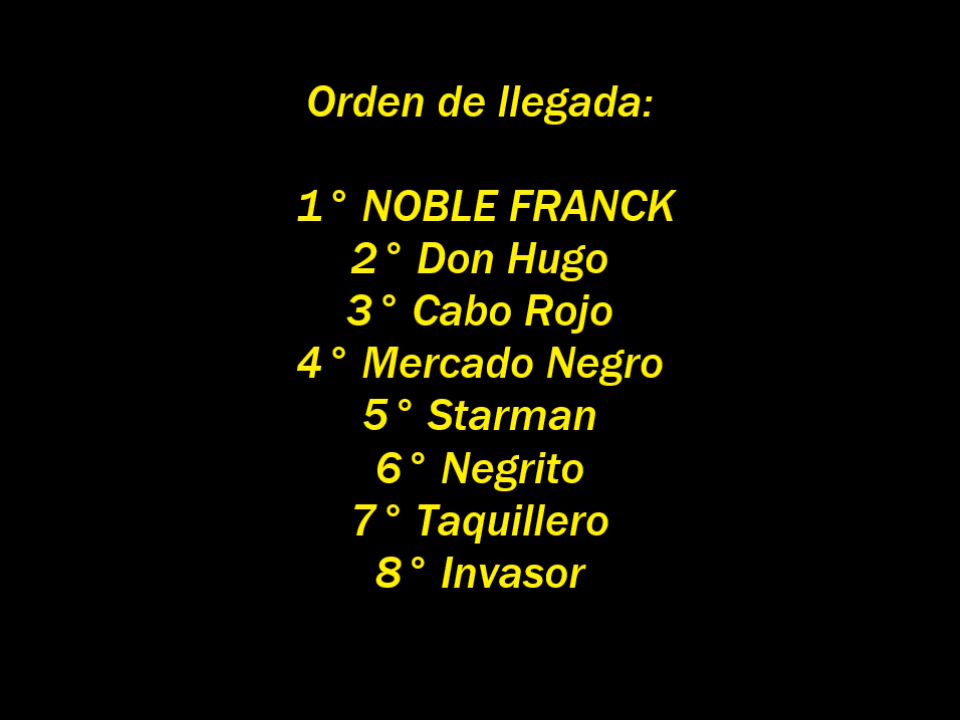 Orden de llegada:
1° NOBLE FRANCK
2° Don Hugo
3° Cabo Rojo
4° Mercado Negro
5° Starman
6° Negrito
7° Taquillero
8° Invasor